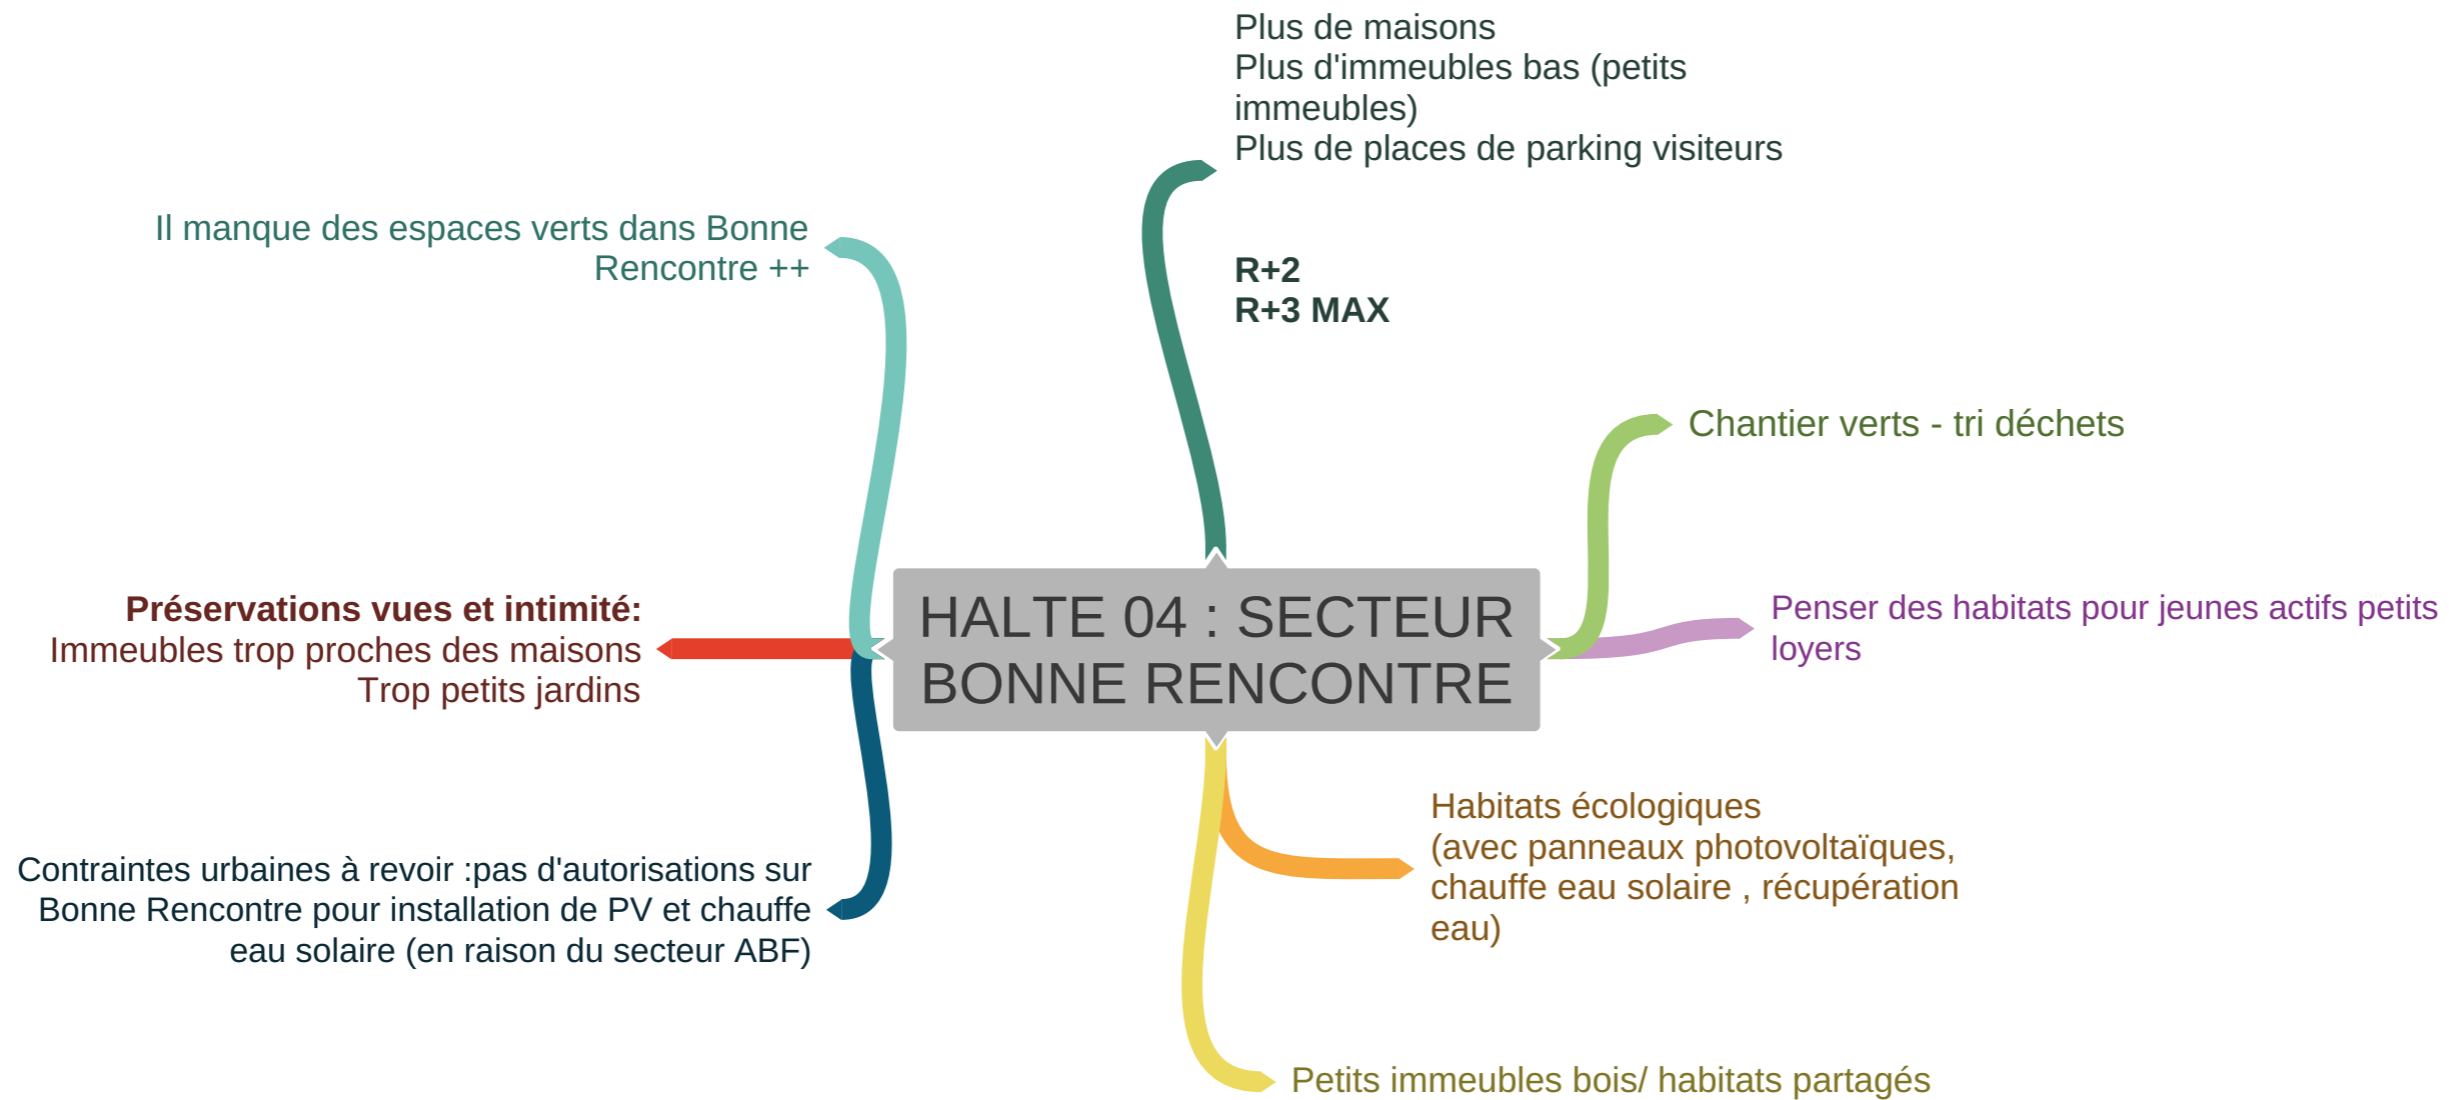 Plus de maisons
Plus d'immeubles bas (petits
immeubles)
Plus de places de parking visiteurs
R+2
R+3 MAX
Il manque des espaces verts dans Bonne
Rencontre ++
Chantier verts - tri déchets
Préservations vues et intimité:
Immeubles trop proches des maisons
Trop petits jardins
HALTE 04 : SECTEUR
BONNE RENCONTRE
Penser des habitats pour jeunes actifs petits
loyers
Contraintes urbaines à revoir :pas d'autorisations sur
Bonne Rencontre pour installation de PV et chauffe
eau solaire (en raison du secteur ABF)
Habitats écologiques
(avec panneaux photovoltaïques,
chauffe eau solaire , récupération
eau)
Petits immeubles bois/ habitats partagés